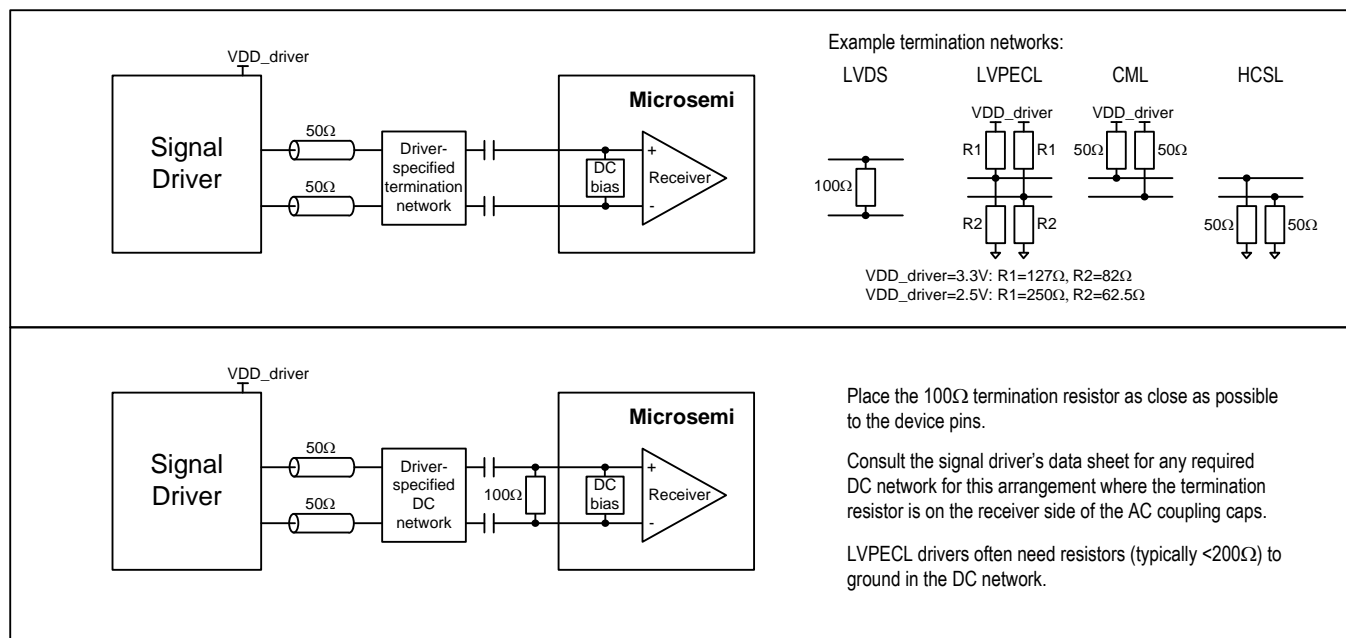 VDD_driver
Signal
Driver
50Ω
50Ω
Driver-
specified
termination
network
Microsemi
DC
bias
+
Receiver
-
Example termination networks:
LVDS
100Ω
LVPECL
VDD_driver
R1
R1
R2
R2
CML
VDD_driver
50Ω
50Ω
HCSL
50Ω
50Ω
VDD_driver=3.3V: R1=127Ω, R2=82Ω
VDD_driver=2.5V: R1=250Ω, R2=62.5Ω
VDD_driver
Signal
Driver
50Ω
50Ω
Driver-
specified
DC
network
100Ω
Microsemi
DC
bias
+
Receiver
-
Place the 100Ω termination resistor as close as possible
to the device pins.
Consult the signal driver's data sheet for any required
DC network for this arrangement where the termination
resistor is on the receiver side of the AC coupling caps.
LVPECL drivers often need resistors (typically <200Ω) to
ground in the DC network.